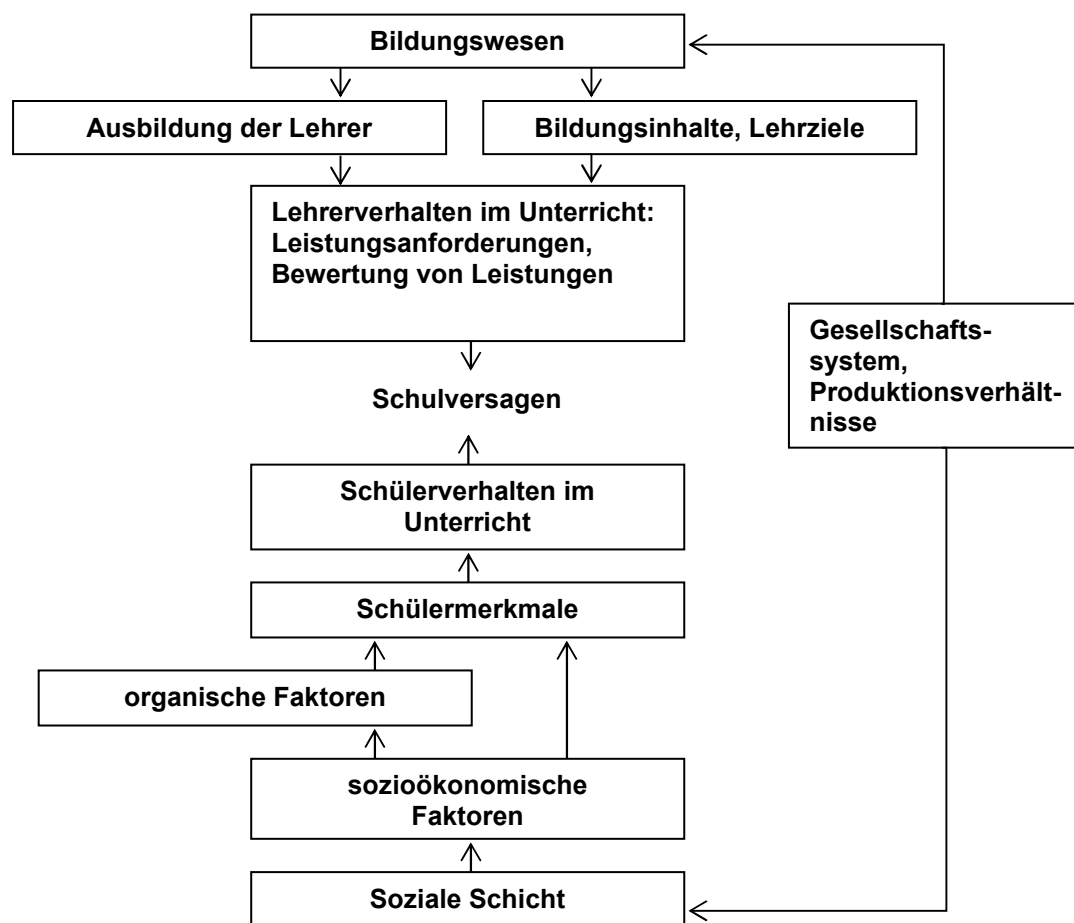 Bildungswesen
Ausbildung der Lehrer
Bildungsinhalte, Lehrziele
Lehrerverhalten im Unterricht:
Leistungsanforderungen,
Bewertung von Leistungen
Gesellschafts-
system,
Produktionsverhält-
nisse
Schulversagen
Schülerverhalten im
Unterricht
Schülermerkmale
organische Faktoren
sozioökonomische
Faktoren
Soziale Schicht